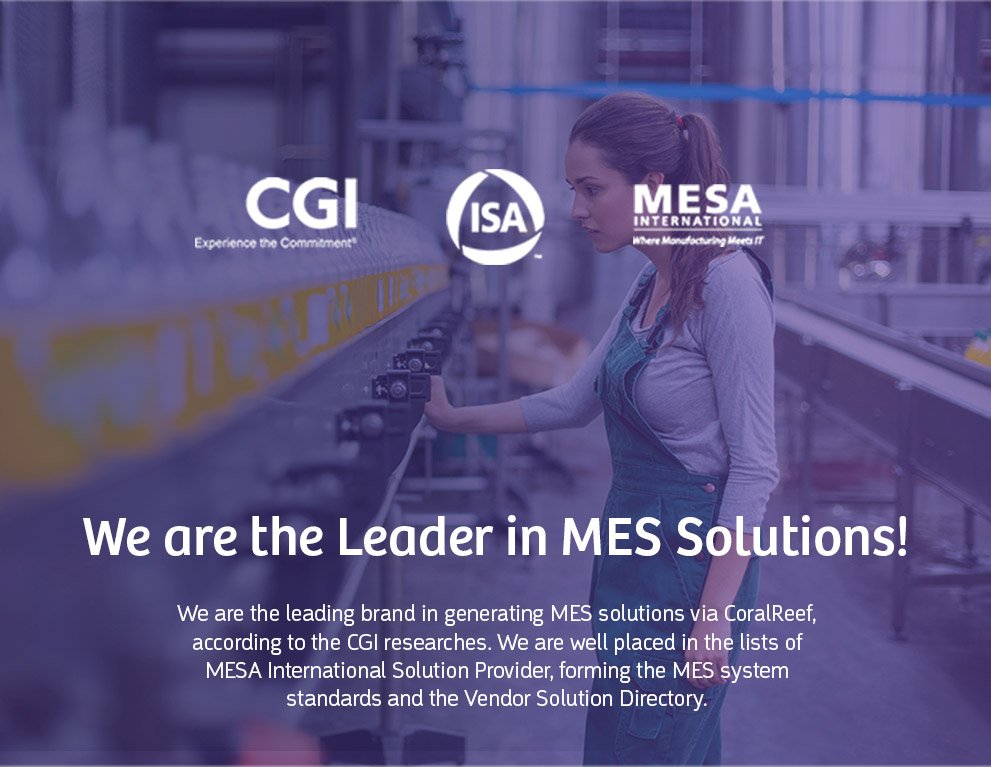 CGI
Experience the Commitment®
ISA
™
MESA
INTERNATIONAL
Where Manufacturing Meets IT
We are the Leader in MES Solutions!
We are the leading brand in generating MES solutions via CoralReef,
according to the CGI researches. We are well placed in the lists of
MESA International Solution Provider, forming the MES system
standards and the Vendor Solution Directory.